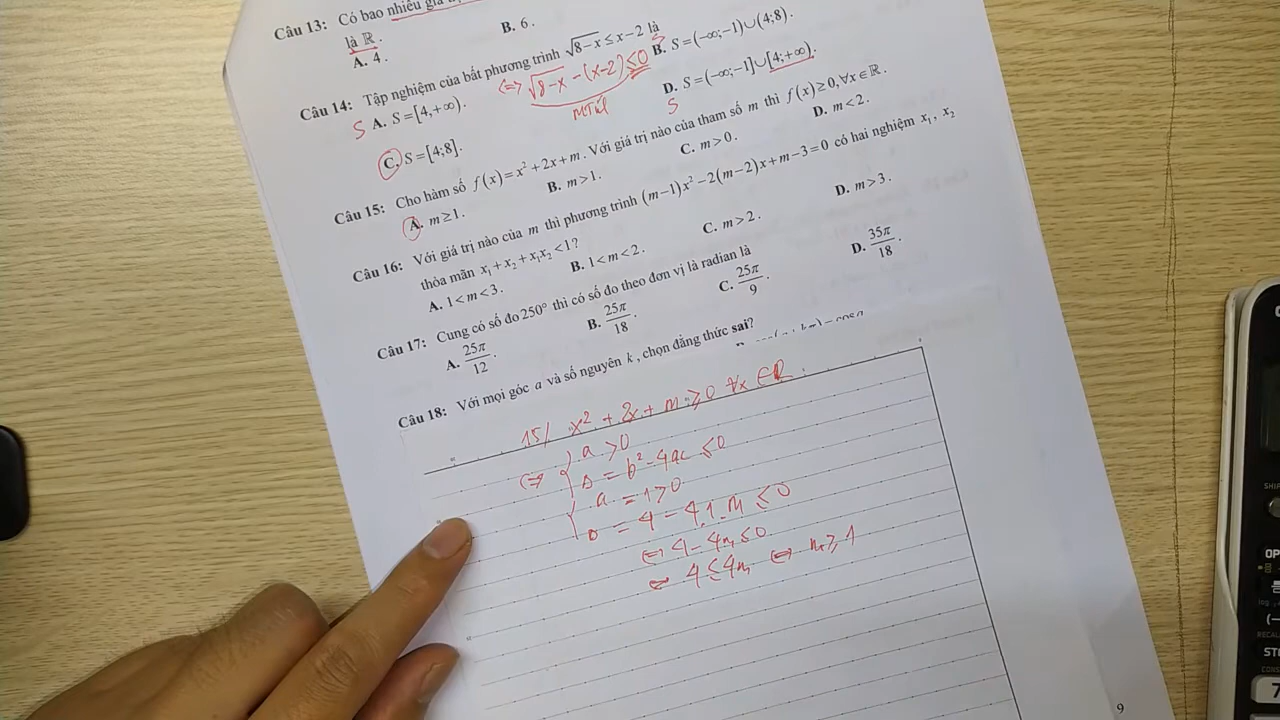 Câu 13: Có bao nhiêu giá
là ℝ.
A. 4.
B. 6.
Câu 14: Tập nghiệm của bất phương trình √(8-x) ≤ x-2 là
⇔ √(8-x) - (x-2) ≤ 0
S A. S=[4,+∞).
S
B. S=(-∞;-1)∪(4;8).
C. S=[4;8].
S
D. S=(-∞;-1]∪[4;+∞).
Câu 15: Cho hàm số f(x)=x²+2x+m. Với giá trị nào của tham số m thì f(x)≥0,∀x∈ℝ.
A. m≥1.
B. m>1.
C. m>0.
D. m<2.
Câu 16: Với giá trị nào của m thì phương trình (m-1)x²-2(m-2)x+m-3=0 có hai nghiệm x₁, x₂
thỏa mãn x₁+x₂+x₁x₂<1?
A. 1<m<3.
B. 1<m<2.
C. m>2.
D. m>3.
Câu 17: Cung có số đo 250° thì có số đo theo đơn vị là radian là
A. 25π/12.
B. 25π/18.
C. 25π/9.
D. 35π/18.
Câu 18: Với mọi góc a và số nguyên k, chọn đẳng thức sai?
15/ x² + 2x + m ≥ 0 ∀x ∈ R.
⇔ { a > 0
Δ = b² - 4ac ≤ 0
{ a = 1 > 0
Δ = 4 - 4.1.m ≤ 0
⇔ 4 - 4m ≤ 0
⇔ 4 ≤ 4m ⇔ m ≥ 1
9
SHI
OP
log
(−)
RECAL
STO
CONS
7